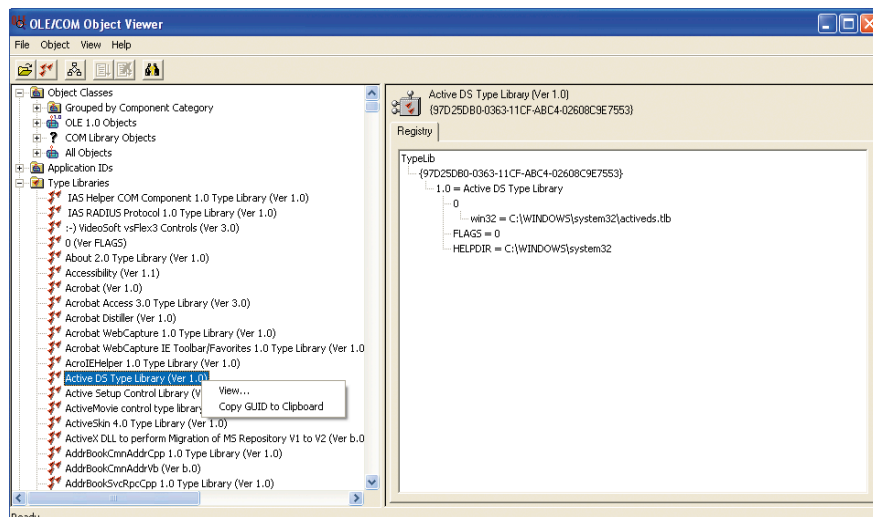 OLE/COM Object Viewer
File Object View Help
Object Classes
Grouped by Component Category
OLE 1.0 Objects
COM Library Objects
All Objects
Application IDs
Type Libraries
IAS Helper COM Component 1.0 Type Library (Ver 1.0)
IAS RADIUS Protocol 1.0 Type Library (Ver 1.0)
:-) VideoSoft vsFlex3 Controls (Ver 3.0)
0 (Ver FLAGS)
About 2.0 Type Library (Ver 1.0)
Accessibility (Ver 1.1)
Acrobat (Ver 1.0)
Acrobat Access 3.0 Type Library (Ver 3.0)
Acrobat Distiller (Ver 1.0)
Acrobat WebCapture 1.0 Type Library (Ver 1.0)
Acrobat WebCapture IE Toolbar/Favorites 1.0 Type Library (Ver 1.0
AcroIEHelper 1.0 Type Library (Ver 1.0)
Active DS Type Library (Ver 1.0)
Active Setup Control Library (V
ActiveMovie control type library
ActiveSkin 4.0 Type Library (Ver 1.0)
ActiveX DLL to perform Migration of MS Repository V1 to V2 (Ver b.0
AddrBookCmnAddrCpp 1.0 Type Library (Ver 1.0)
AddrBookCmnAddrVb (Ver b.0)
AddrBookSvcRpcCpp 1.0 Type Library (Ver 1.0)
View...
Copy GUID to Clipboard
Active DS Type Library (Ver 1.0)
{97D25DB0-0363-11CF-ABC4-02608C9E7553}
Registry
TypeLib
{97D25DB0-0363-11CF-ABC4-02608C9E7553}
1.0 = Active DS Type Library
0
win32 = C:\WINDOWS\system32\activeds.tlb
FLAGS = 0
HELPDIR = C:\WINDOWS\system32
Ready